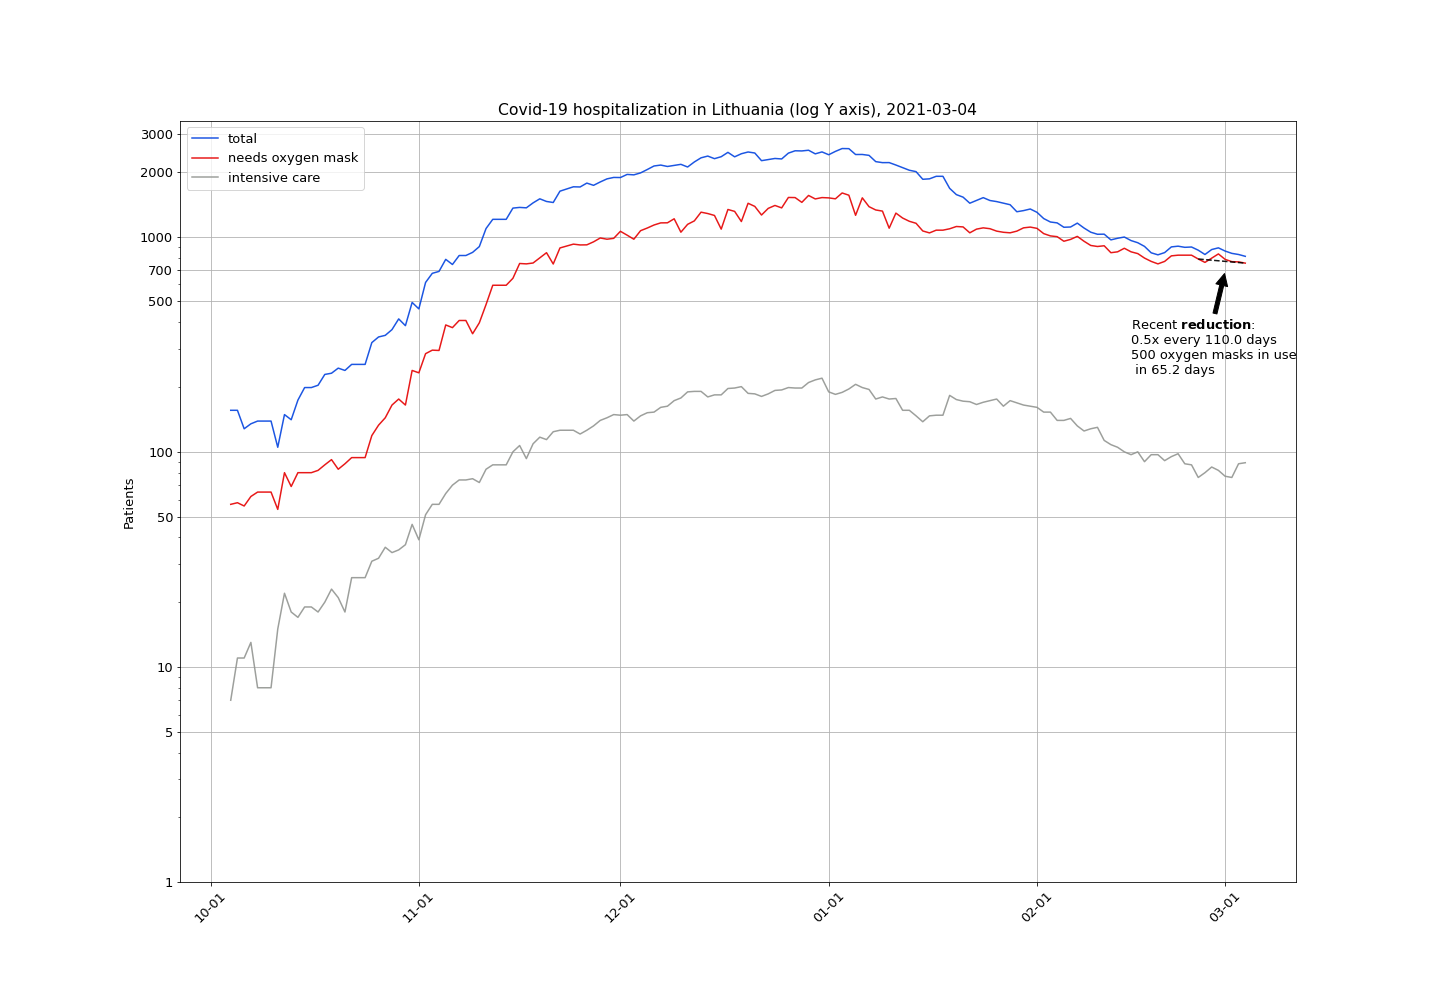 Covid-19 hospitalization in Lithuania (log Y axis), 2021-03-04
total
needs oxygen mask
intensive care
3000
2000
1000
700
500
100
50
10
5
1
Patients
Recent reduction:
0.5x every 110.0 days
500 oxygen masks in use
in 65.2 days
10-01
11-01
12-01
01-01
02-01
03-01